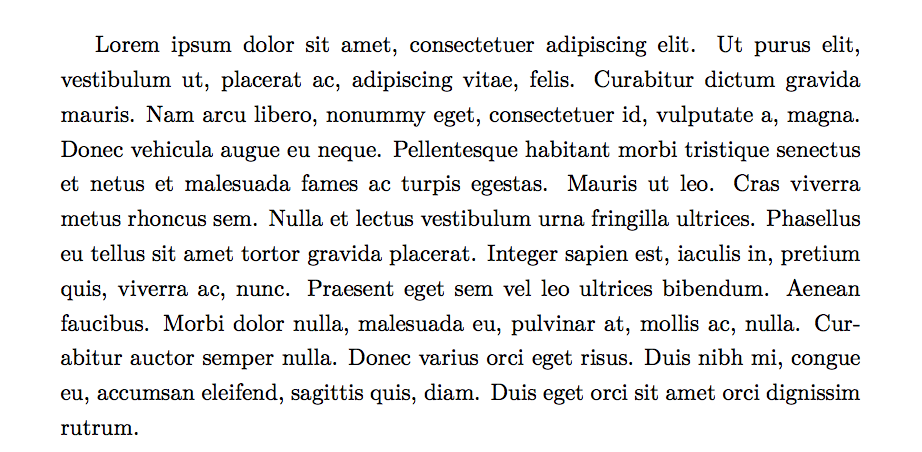 Lorem ipsum dolor sit amet, consectetuer adipiscing elit. Ut purus elit,
vestibulum ut, placerat ac, adipiscing vitae, felis. Curabitur dictum gravida
mauris. Nam arcu libero, nonummy eget, consectetuer id, vulputate a, magna.
Donec vehicula augue eu neque. Pellentesque habitant morbi tristique senectus
et netus et malesuada fames ac turpis egestas. Mauris ut leo. Cras viverra
metus rhoncus sem. Nulla et lectus vestibulum urna fringilla ultrices. Phasellus
eu tellus sit amet tortor gravida placerat. Integer sapien est, iaculis in, pretium
quis, viverra ac, nunc. Praesent eget sem vel leo ultrices bibendum. Aenean
faucibus. Morbi dolor nulla, malesuada eu, pulvinar at, mollis ac, nulla. Cur-
abitur auctor semper nulla. Donec varius orci eget risus. Duis nibh mi, congue
eu, accumsan eleifend, sagittis quis, diam. Duis eget orci sit amet orci dignissim
rutrum.